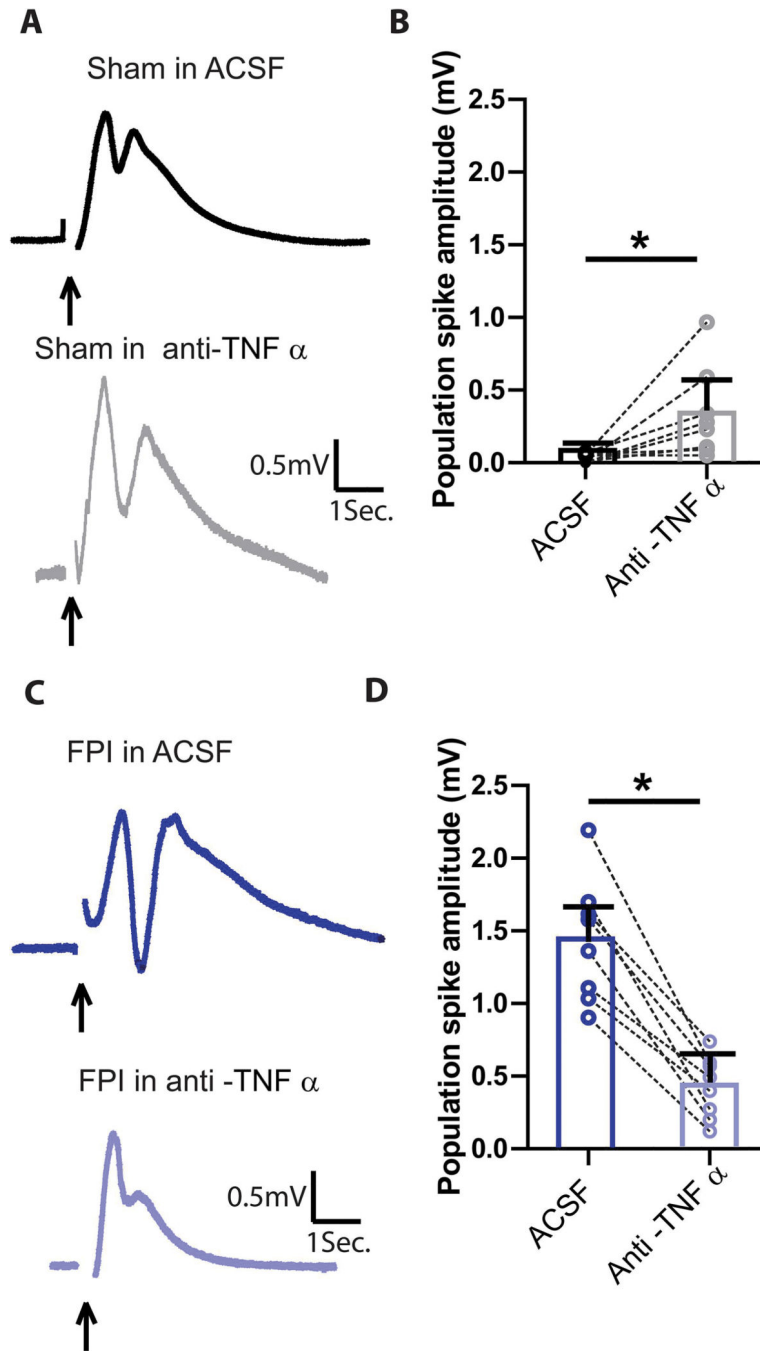 A
Sham in ACSF
Sham in anti-TNF α
0.5mV
1Sec.
B
Population spike amplitude (mV)
2.5
2.0
1.5
1.0
0.5
0.0
*
ACSF
Anti -TNF α
C
FPI in ACSF
FPI in anti -TNF α
0.5mV
1Sec.
D
Population spike amplitude (mV)
2.5
2.0
1.5
1.0
0.5
0.0
*
ACSF
Anti -TNF α